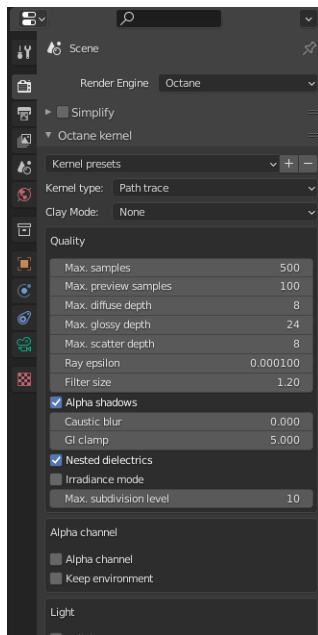 Scene
Render Engine Octane
Simplify
Octane kernel
Kernel presets
Kernel type: Path trace
Clay Mode: None
Quality
Max. samples 500
Max. preview samples 100
Max. diffuse depth 8
Max. glossy depth 24
Max. scatter depth 8
Ray epsilon 0.000100
Filter size 1.20
Alpha shadows
Caustic blur 0.000
GI clamp 5.000
Nested dielectrics
Irradiance mode
Max. subdivision level 10
Alpha channel
Alpha channel
Keep environment
Light